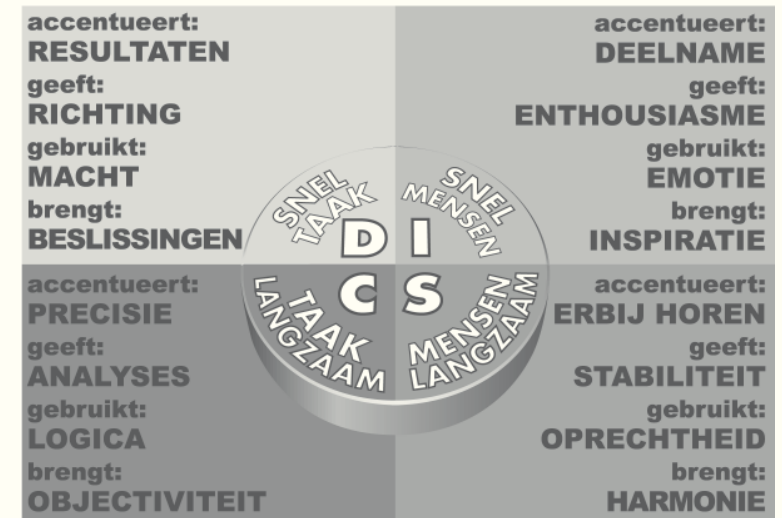 accentueert:
RESULTATEN
geeft:
RICHTING
gebruikt:
MACHT
brengt:
BESLISSINGEN
accentueert:
DEELNAME
geeft:
ENTHOUSIASME
gebruikt:
EMOTIE
brengt:
INSPIRATIE
SNEL
TAAK
D
SNEL
MENSEN
I
C
TAAK
LANGZAAM
S
MENSEN
LANGZAAM
accentueert:
PRECISIE
geeft:
ANALYSES
gebruikt:
LOGICA
brengt:
OBJECTIVITEIT
accentueert:
ERBIJ HOREN
geeft:
STABILITEIT
gebruikt:
OPRECHTHEID
brengt:
HARMONIE